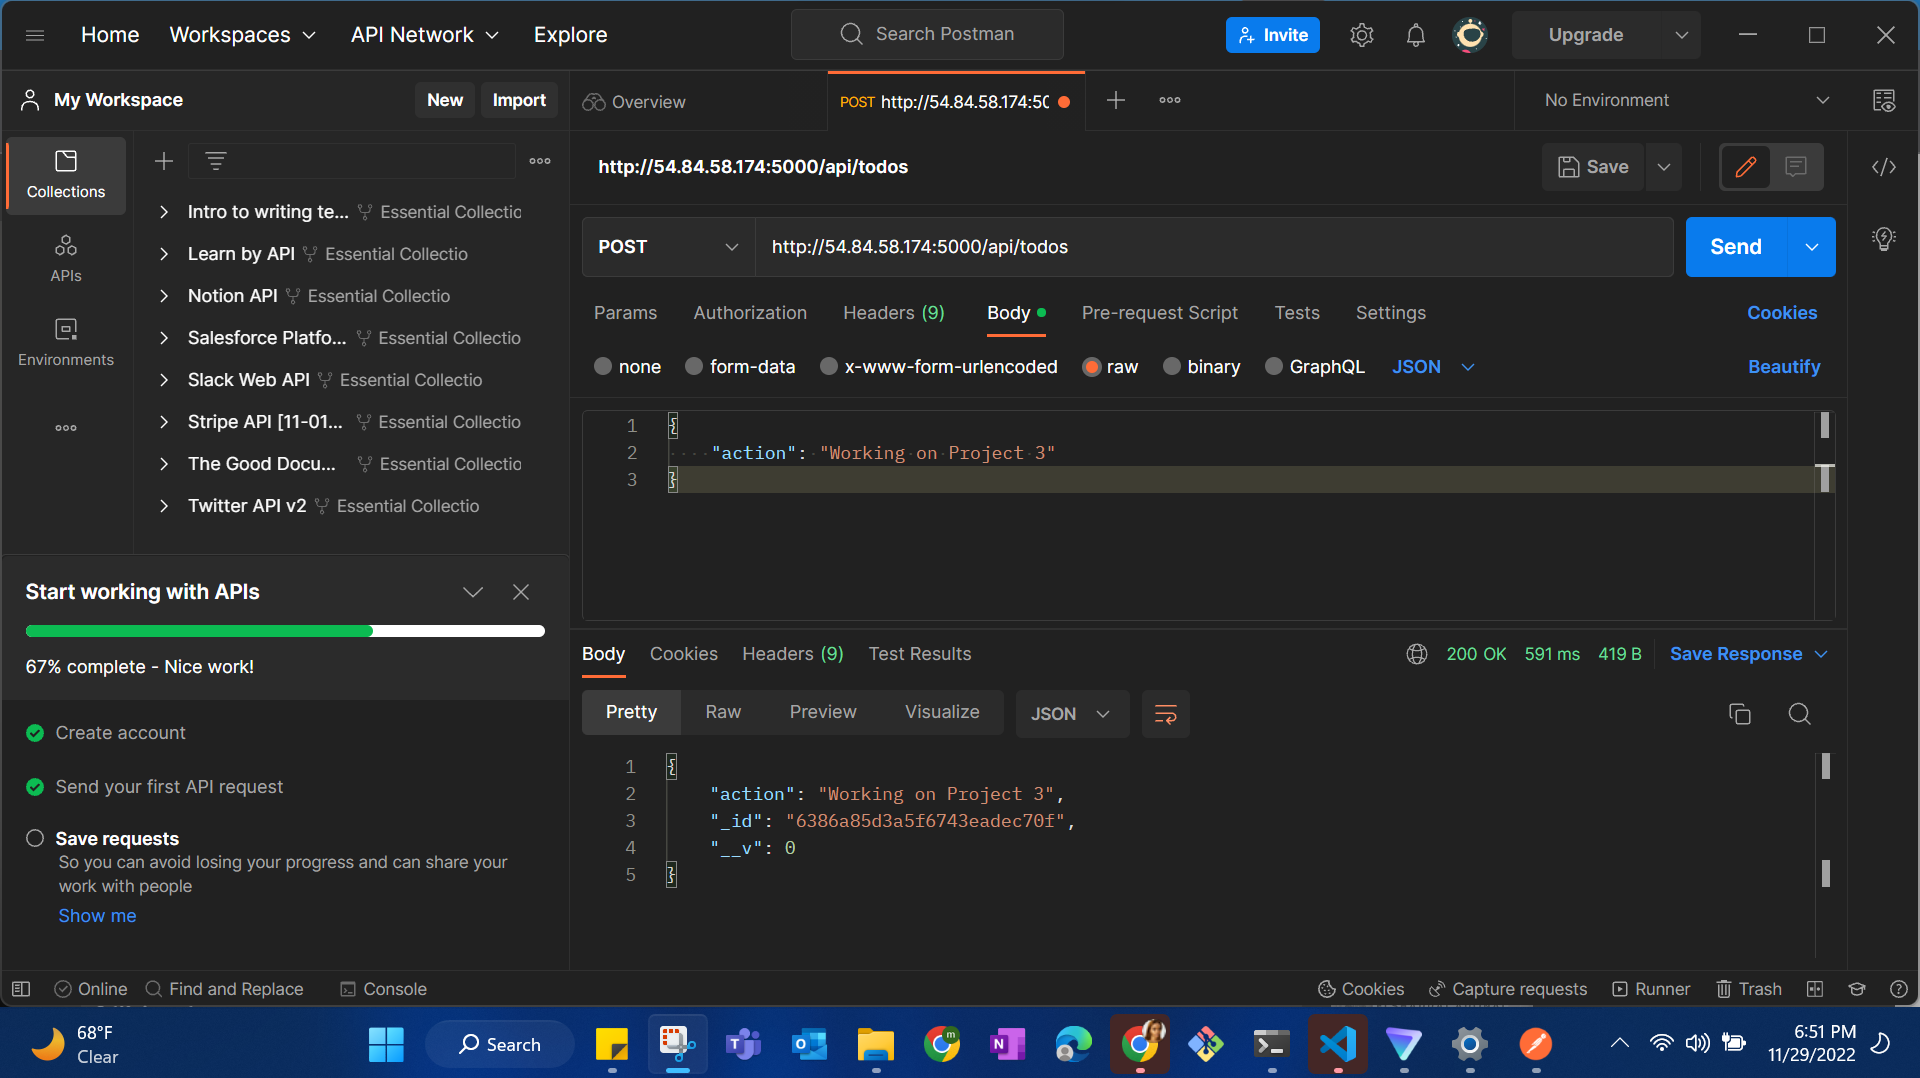 Home Workspaces API Network Explore Search Postman Invite Upgrade
My Workspace New Import Overview POST http://54.84.58.174:50 No Environment
Collections
APIs
Environments
Intro to writing te... Essential Collectio
Learn by API Essential Collectio
Notion API Essential Collectio
Salesforce Platfo... Essential Collectio
Slack Web API Essential Collectio
Stripe API [11-01... Essential Collectio
The Good Docu... Essential Collectio
Twitter API v2 Essential Collectio
Start working with APIs
67% complete - Nice work!
Create account
Send your first API request
Save requests
So you can avoid losing your progress and can share your
work with people
Show me
http://54.84.58.174:5000/api/todos Save
POST http://54.84.58.174:5000/api/todos Send
Params Authorization Headers (9) Body Pre-request Script Tests Settings Cookies
none form-data x-www-form-urlencoded raw binary GraphQL JSON Beautify
1 {
2 "action": "Working on Project 3"
3 }
Body Cookies Headers (9) Test Results 200 OK 591 ms 419 B Save Response
Pretty Raw Preview Visualize JSON
1 {
2 "action": "Working on Project 3",
3 "_id": "6386a85d3a5f6743eadec70f",
4 "__v": 0
5 }
Online Find and Replace Console Cookies Capture requests Runner Trash
68°F
Clear
Search
6:51 PM
11/29/2022